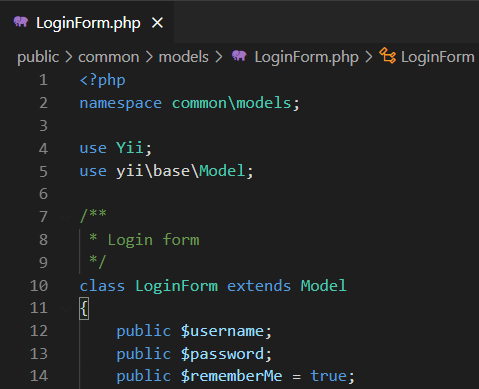 LoginForm.php ×
public > common > models > LoginForm.php > LoginForm
1 <?php
2 namespace common\models;
3
4 use Yii;
5 use yii\base\Model;
6
7 /**
8  * Login form
9  */
10 class LoginForm extends Model
11 {
12     public $username;
13     public $password;
14     public $rememberMe = true;